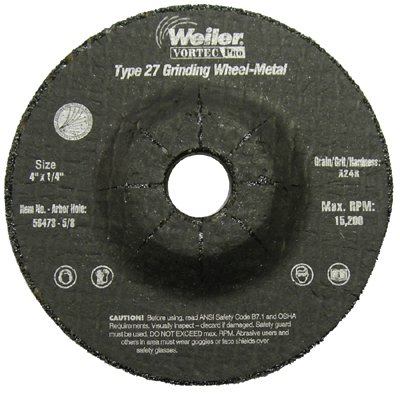 Weiler
VORTEC PRO
Type 27 Grinding Wheel-Metal
Size
4" x 1/4"
Grain/Grit/Hardness:
A24R
Item No. - Arbor Hole:
56473 - 5/8
Max. RPM:
15,200
CAUTION! Before using, read ANSI Safety Code B7.1 and OSHA
Requirements. Visually inspect – discard if damaged. Safety guard
must be used. DO NOT EXCEED max. RPM. Abrasive users and
others in area must wear goggles or face shields over
safety glasses.